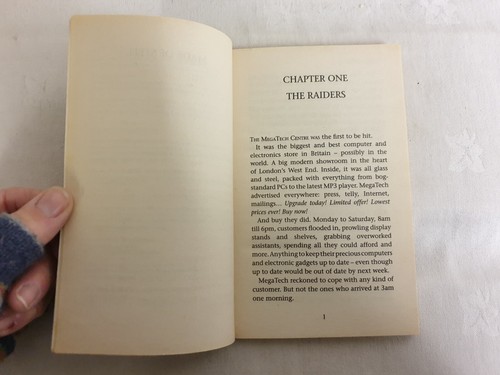 CHAPTER ONE
THE RAIDERS
THE MEGATECH CENTRE WAS the first to be hit.
It was the biggest and best computer and
electronics store in Britain – possibly in the
world. A big modern showroom in the heart
of London's West End. Inside, it was all glass
and steel, packed with everything from bog-
standard PCs to the latest MP3 player. MegaTech
advertised everywhere: press, telly, Internet,
mailings... Upgrade today! Limited offer! Lowest
prices ever! Buy now!
And buy they did. Monday to Saturday, 8am
till 6pm, customers flooded in, prowling display
stands and shelves, grabbing overworked
assistants, spending all they could afford and
more. Anything to keep their precious computers
and electronic gadgets up to date – even though
up to date would be out of date by next week.
MegaTech reckoned to cope with any kind of
customer. But not the ones who arrived at 3am
one morning.
1